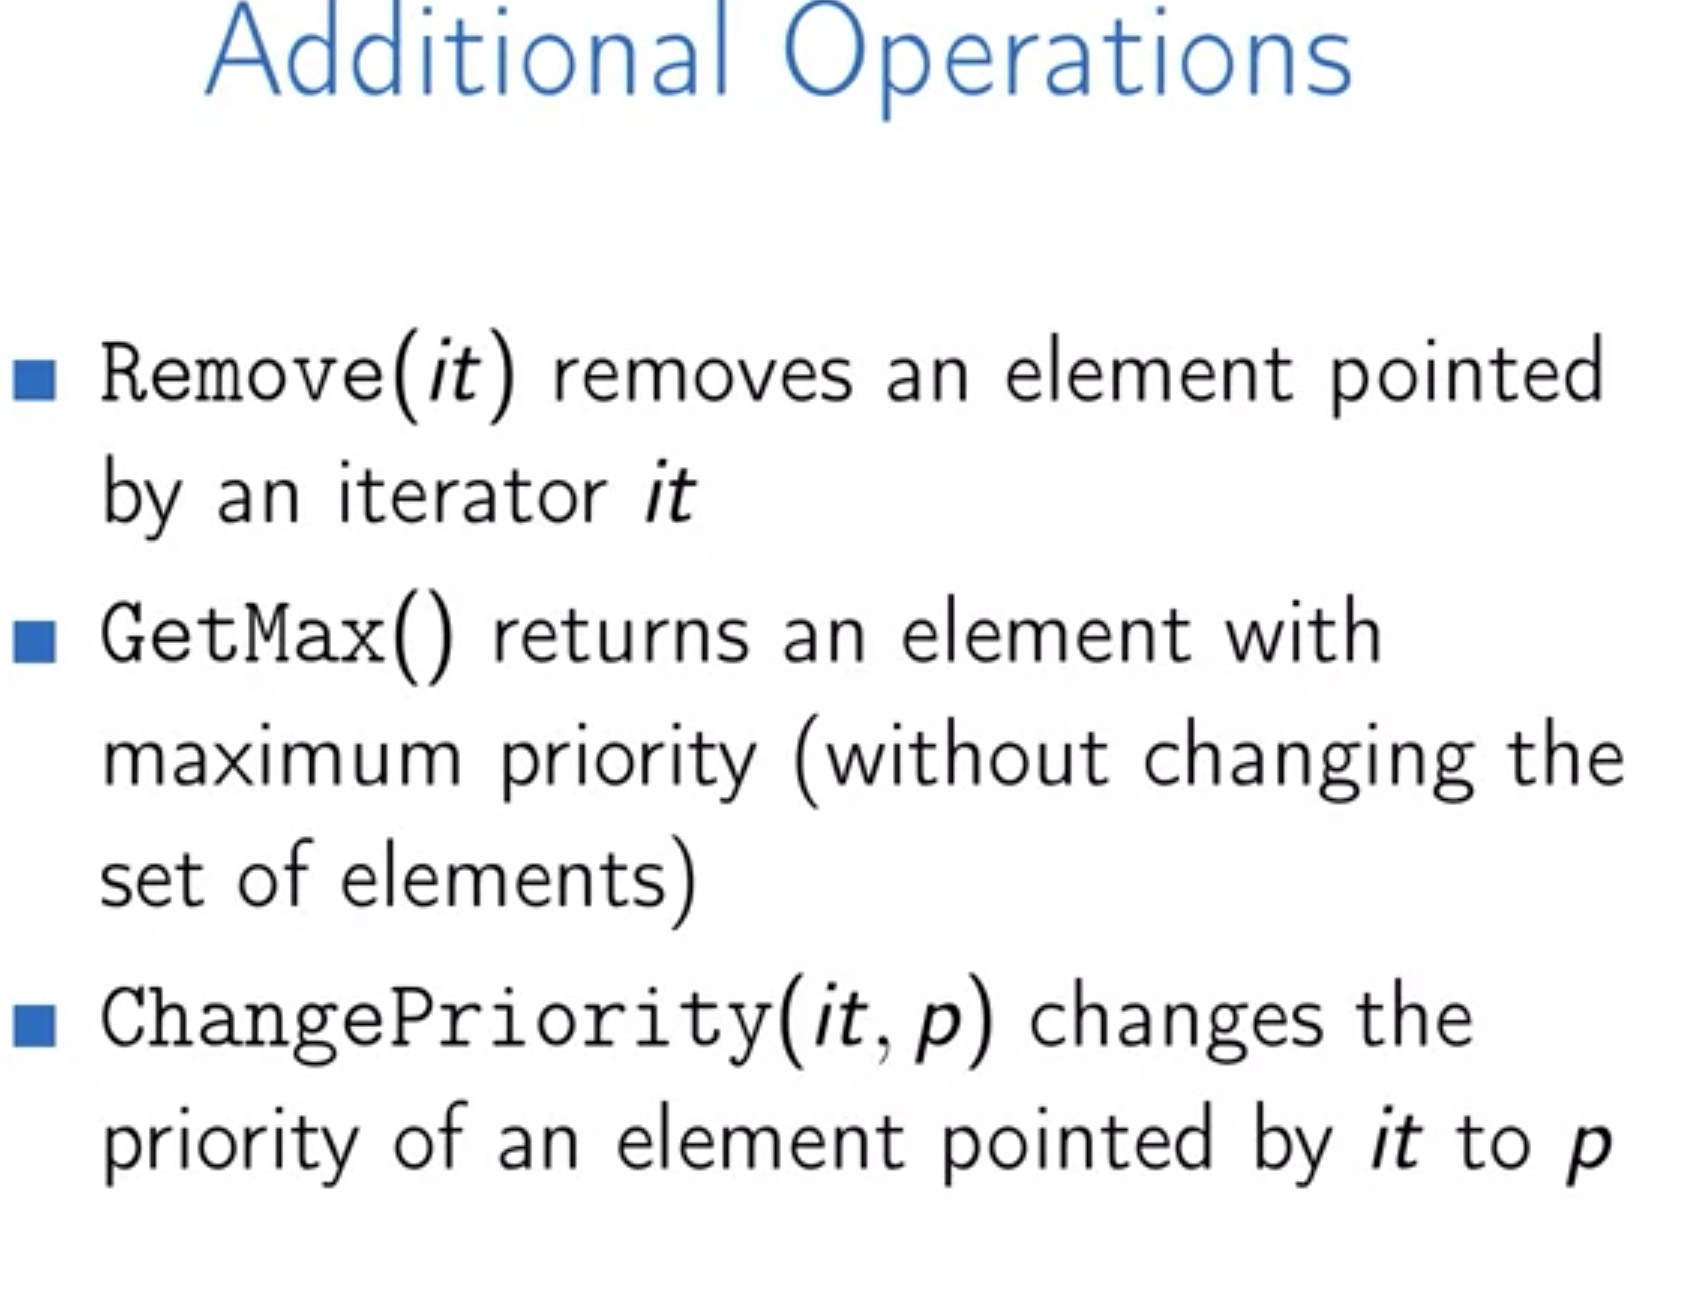 Additional Operations
Remove(it) removes an element pointed
by an iterator it
GetMax() returns an element with
maximum priority (without changing the
set of elements)
ChangePriority(it, p) changes the
priority of an element pointed by it to p